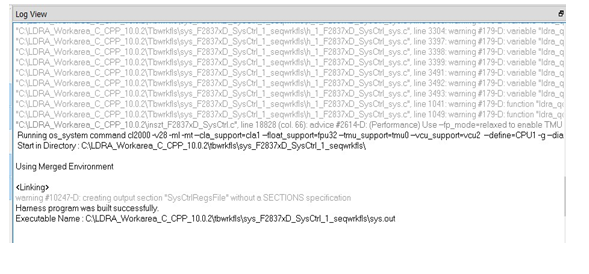 Log View
"C:\LDRA_Workarea_C_CPP_10.0.2\Tbwrkfls\sys_F2837xD_SysCtrl_1_seqwrkfls\h_1_F2837xD_SysCtrl_sys.c", line 3304: warning #179-D: variable "ldra_q
"C:\LDRA_Workarea_C_CPP_10.0.2\Tbwrkfls\sys_F2837xD_SysCtrl_1_seqwrkfls\h_1_F2837xD_SysCtrl_sys.c", line 3397: warning #179-D: variable "ldra_q
"C:\LDRA_Workarea_C_CPP_10.0.2\Tbwrkfls\sys_F2837xD_SysCtrl_1_seqwrkfls\h_1_F2837xD_SysCtrl_sys.c", line 3398: warning #179-D: variable "ldra_q
"C:\LDRA_Workarea_C_CPP_10.0.2\Tbwrkfls\sys_F2837xD_SysCtrl_1_seqwrkfls\h_1_F2837xD_SysCtrl_sys.c", line 3399: warning #179-D: variable "ldra_q
"C:\LDRA_Workarea_C_CPP_10.0.2\Tbwrkfls\sys_F2837xD_SysCtrl_1_seqwrkfls\h_1_F2837xD_SysCtrl_sys.c", line 3491: warning #179-D: variable "ldra_q
"C:\LDRA_Workarea_C_CPP_10.0.2\Tbwrkfls\sys_F2837xD_SysCtrl_1_seqwrkfls\h_1_F2837xD_SysCtrl_sys.c", line 3492: warning #179-D: variable "ldra_q
"C:\LDRA_Workarea_C_CPP_10.0.2\Tbwrkfls\sys_F2837xD_SysCtrl_1_seqwrkfls\h_1_F2837xD_SysCtrl_sys.c", line 3493: warning #179-D: variable "ldra_q
"C:\LDRA_Workarea_C_CPP_10.0.2\Tbwrkfls\sys_F2837xD_SysCtrl_1_seqwrkfls\h_1_F2837xD_SysCtrl_sys.c", line 1041: warning #179-D: function "ldra_q
"C:\LDRA_Workarea_C_CPP_10.0.2\Tbwrkfls\sys_F2837xD_SysCtrl_1_seqwrkfls\h_1_F2837xD_SysCtrl_sys.c", line 1049: warning #179-D: function "ldra_q
"C:\LDRA_Workarea_C_CPP_10.0.2\inszt_F2837xD_SysCtrl.c", line 18828 (col. 66): advice #2614-D: (Performance) Use --fp_mode=relaxed to enable TMU
Running os_system command cl2000 -v28 -ml -mt --cla_support=cla1 --float_support=fpu32 --tmu_support=tmu0 --vcu_support=vcu2 --define=CPU1 -g --dia
Start in Directory : C:\LDRA_Workarea_C_CPP_10.0.2\tbwrkfls\sys_F2837xD_SysCtrl_1_seqwrkfls\
Using Merged Environment
<Linking>
warning #10247-D: creating output section "SysCtrlRegsFile" without a SECTIONS specification
Harness program was built successfully.
Executable Name : C:\LDRA_Workarea_C_CPP_10.0.2\tbwrkfls\sys_F2837xD_SysCtrl_1_seqwrkfls\sys.out